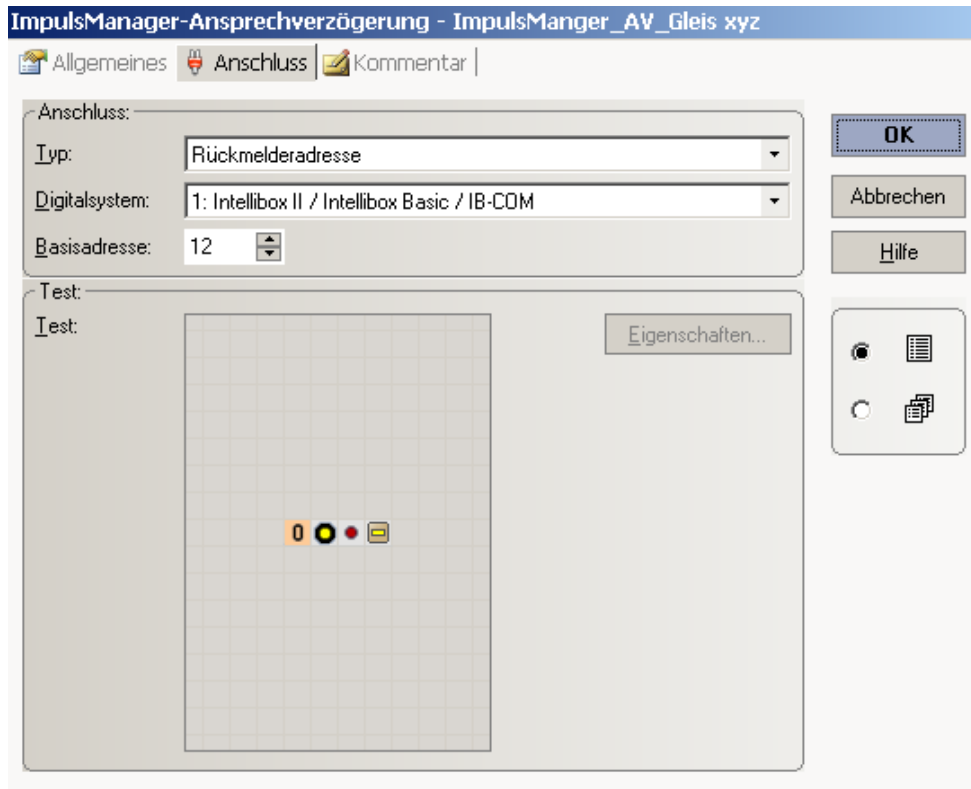 ImpulsManager-Ansprechverzögerung - ImpulsManger_AV_Gleis xyz
Allgemeines Anschluss Kommentar
Anschluss:
Typ: Rückmelderadresse
Digitalsystem: 1: Intellibox II / Intellibox Basic / IB-COM
Basisadresse: 12
OK
Abbrechen
Hilfe
Test:
Test:
Eigenschaften...
0